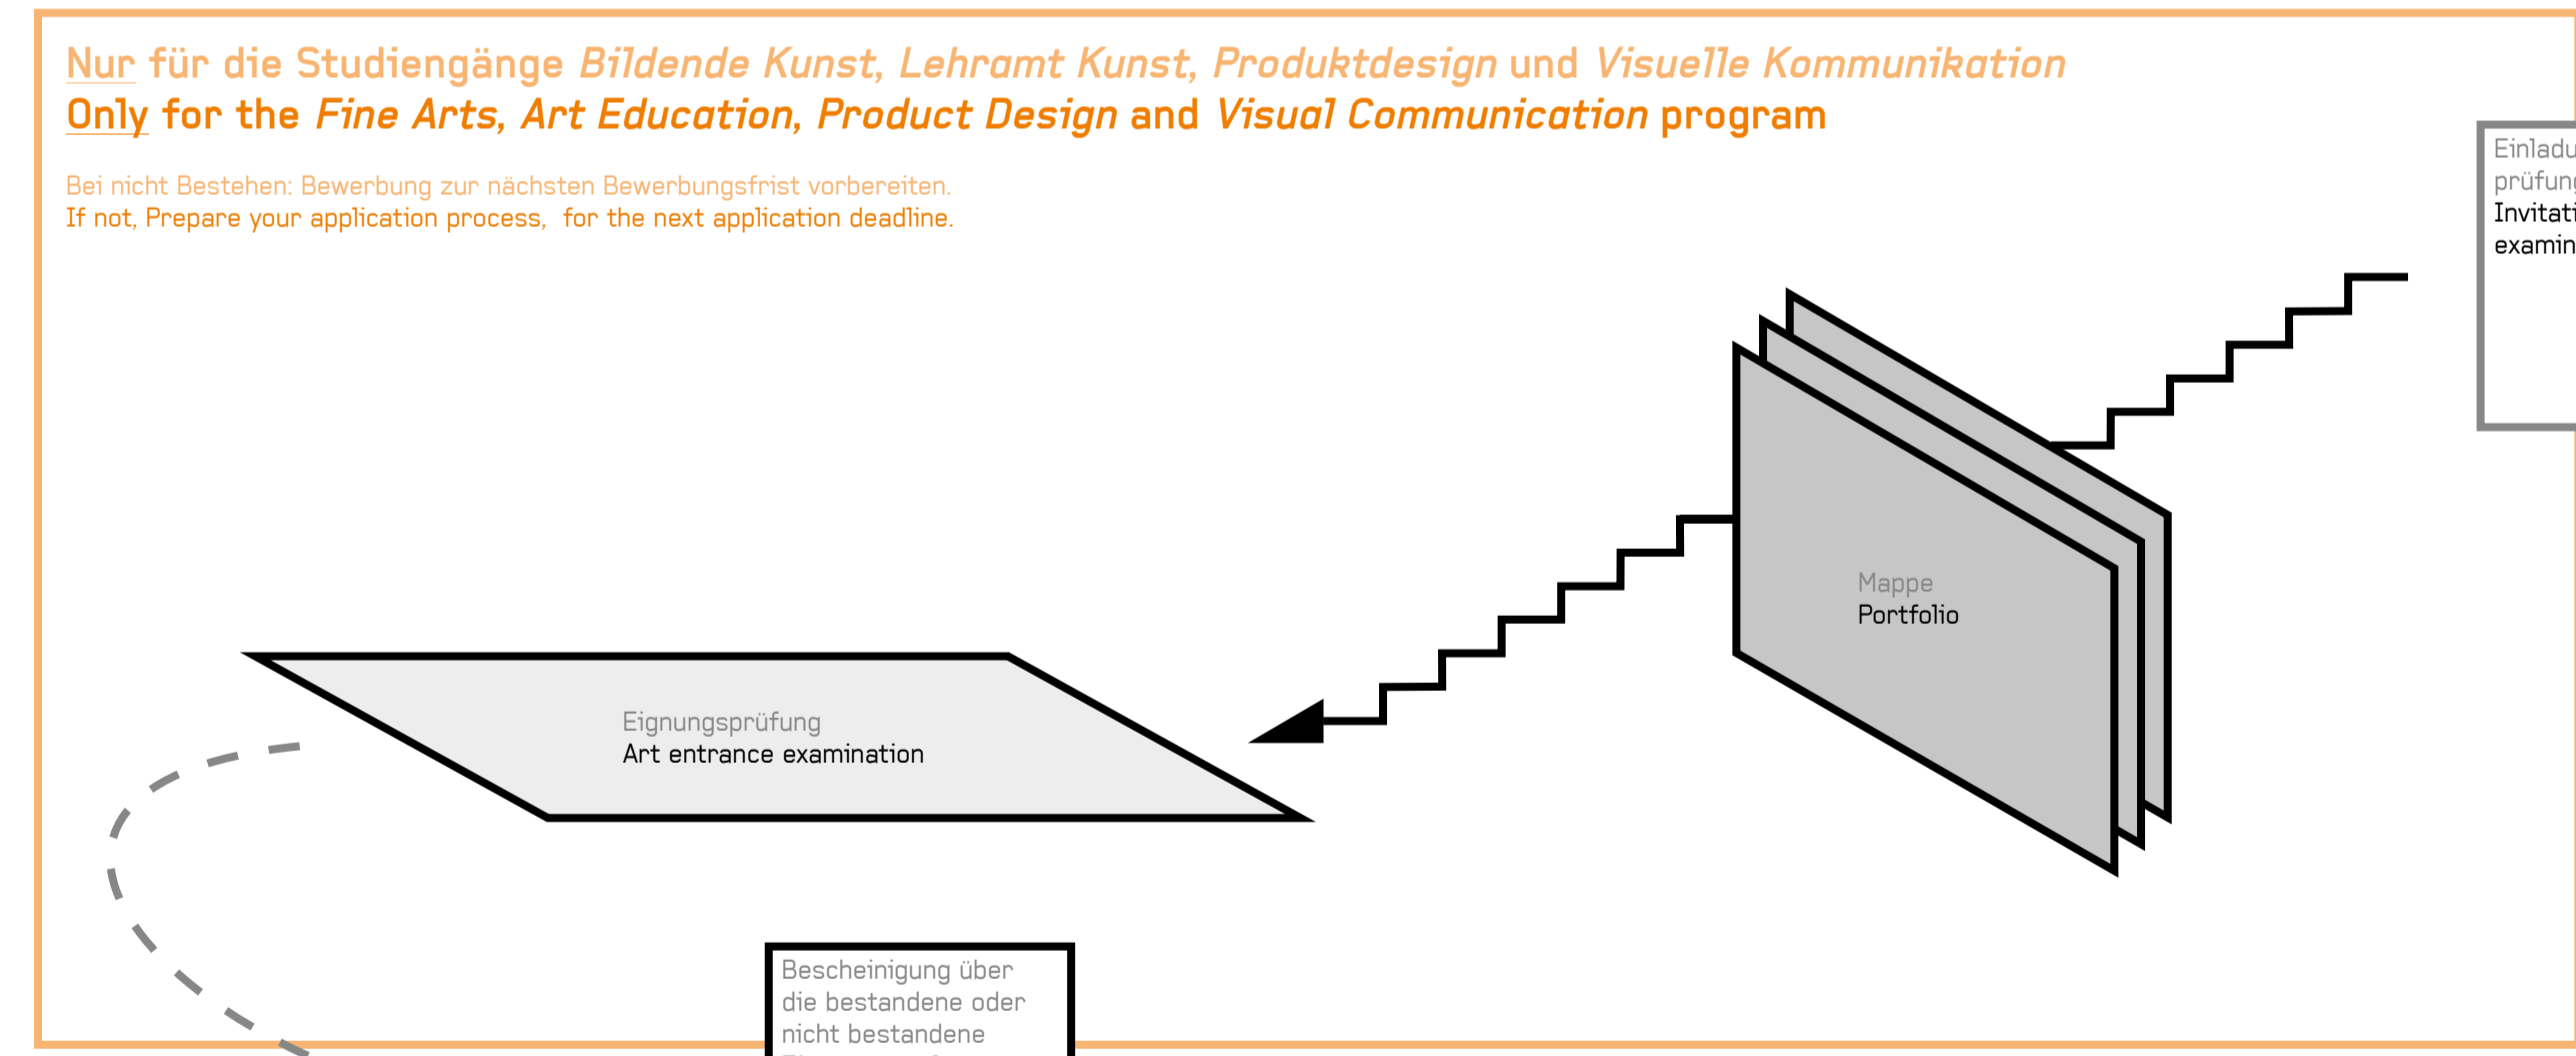 Nur für die Studiengänge Bildende Kunst, Lehramt Kunst, Produktdesign und Visuelle Kommunikation
Only for the Fine Arts, Art Education, Product Design and Visual Communication program
Bei nicht Bestehen: Bewerbung zur nächsten Bewerbungsfrist vorbereiten.
If not, Prepare your application process, for the next application deadline.
Mappe
Portfolio
Eignungsprüfung
Art entrance examination
Bescheinigung über
die bestandene oder
nicht bestandene